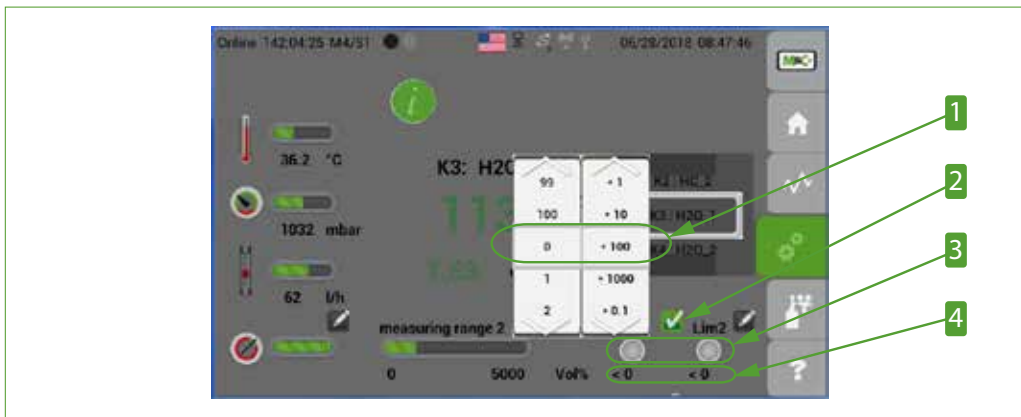 Online 142:04:25 M4/S1 06/28/2018 08:47:46
M&C
1
36.2 °C
K3: H2O
99
+ 1
K2: HC_2
2
1032 mbar
113
100
+ 10
K3: H2O_1
0
+ 100
K4: H2O_2
3
62 l/h
1
+ 1000
2
+ 0.1
measuring range 2
Lim2
4
0 5000 Vol% < 0 < 0
?